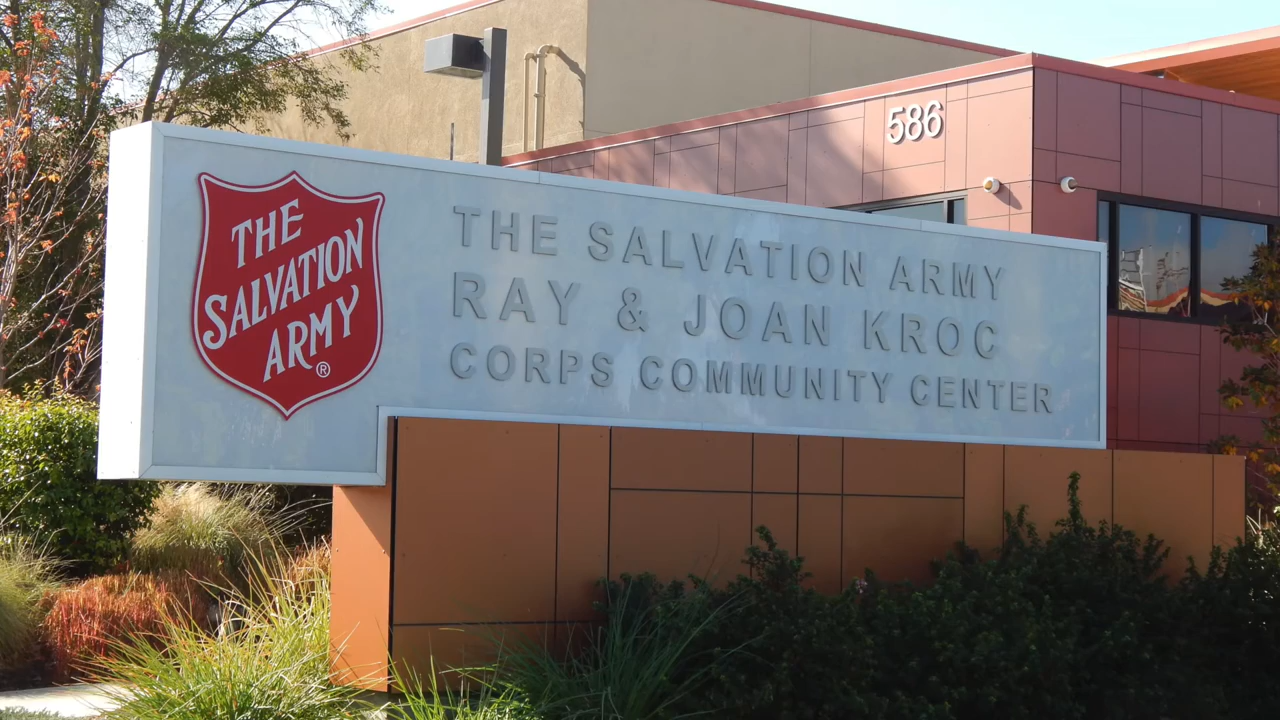 586
THE
SALVATION
ARMY
®
THE SALVATION ARMY
RAY & JOAN KROC
CORPS COMMUNITY CENTER